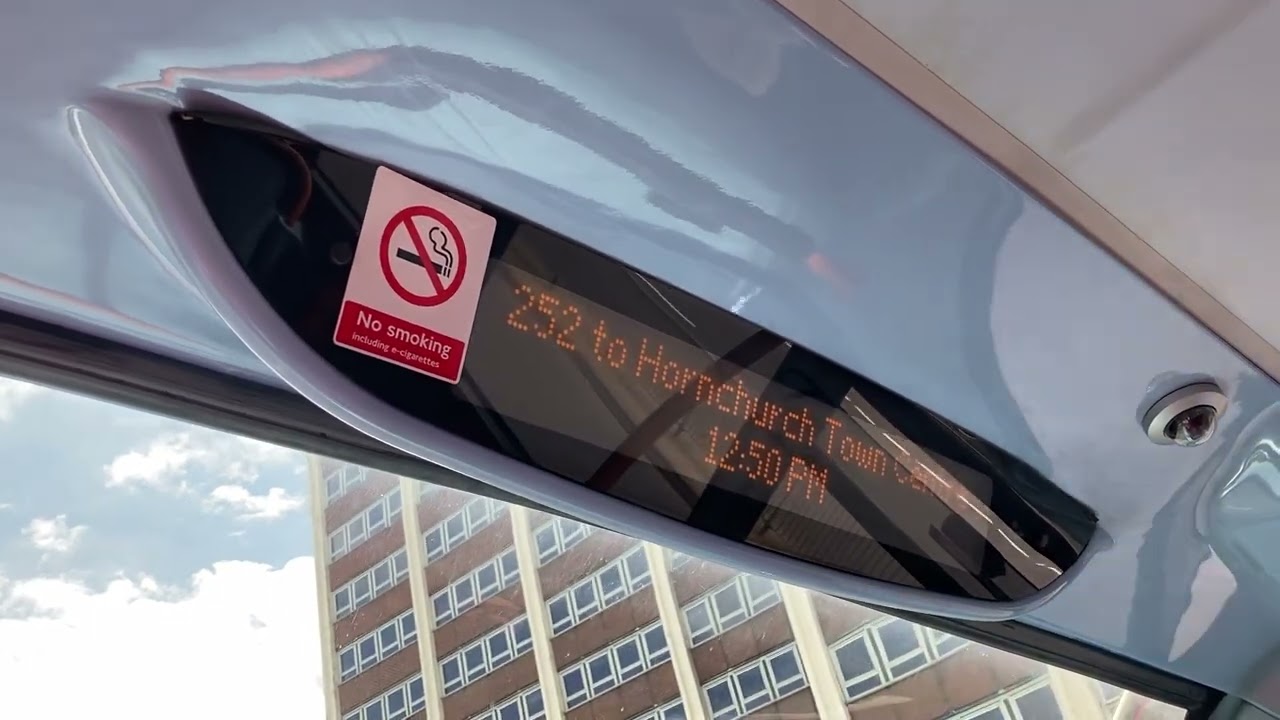 No smoking
including e-cigarettes
252 to Hornchurch Town
12:50 PM